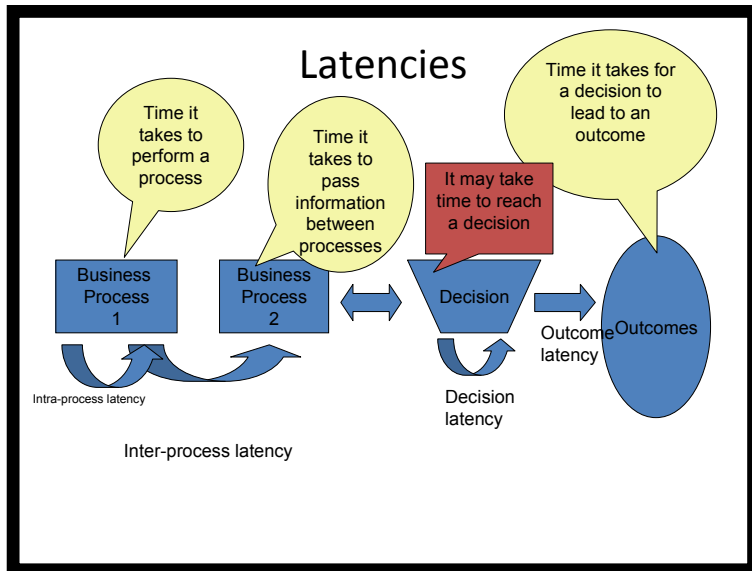 Latencies
Time it
takes to
perform a
process
Time it
takes to
pass
information
between
processes
It may take
time to reach
a decision
Time it takes for
a decision to
lead to an
outcome
Business
Process
1
Business
Process
2
Decision
Outcomes
Outcome
latency
Intra-process latency
Decision
latency
Inter-process latency